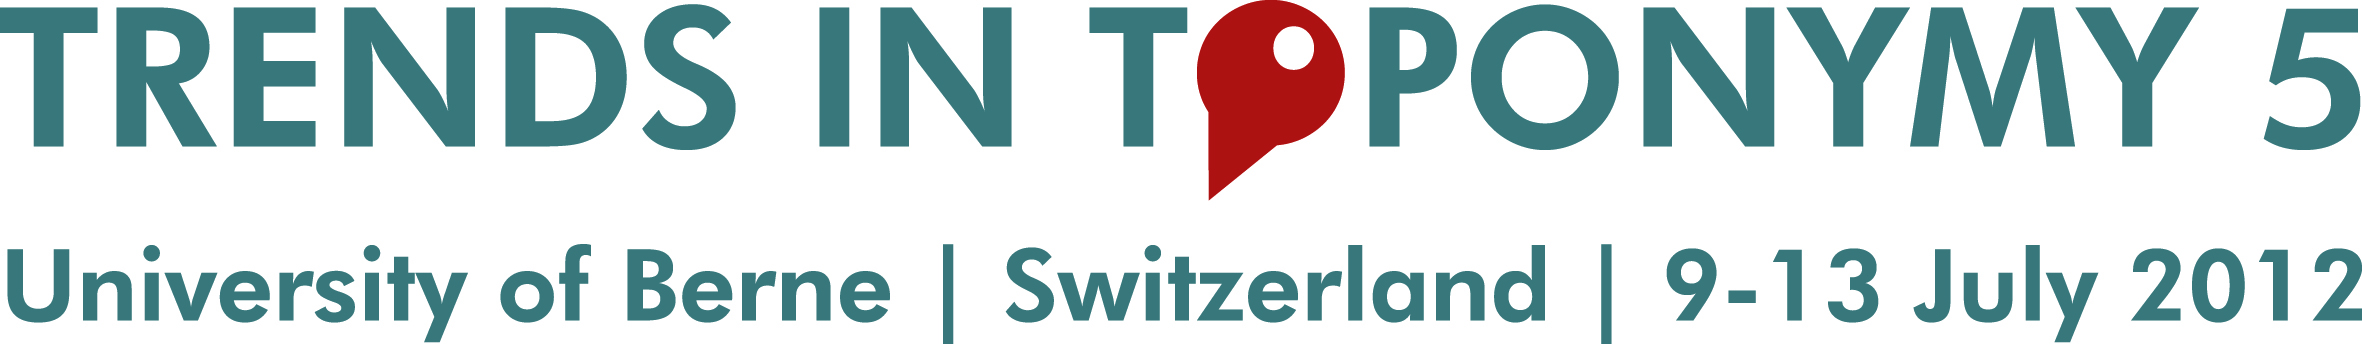 TRENDS IN TOPONYMY 5
University of Berne | Switzerland | 9-13 July 2012